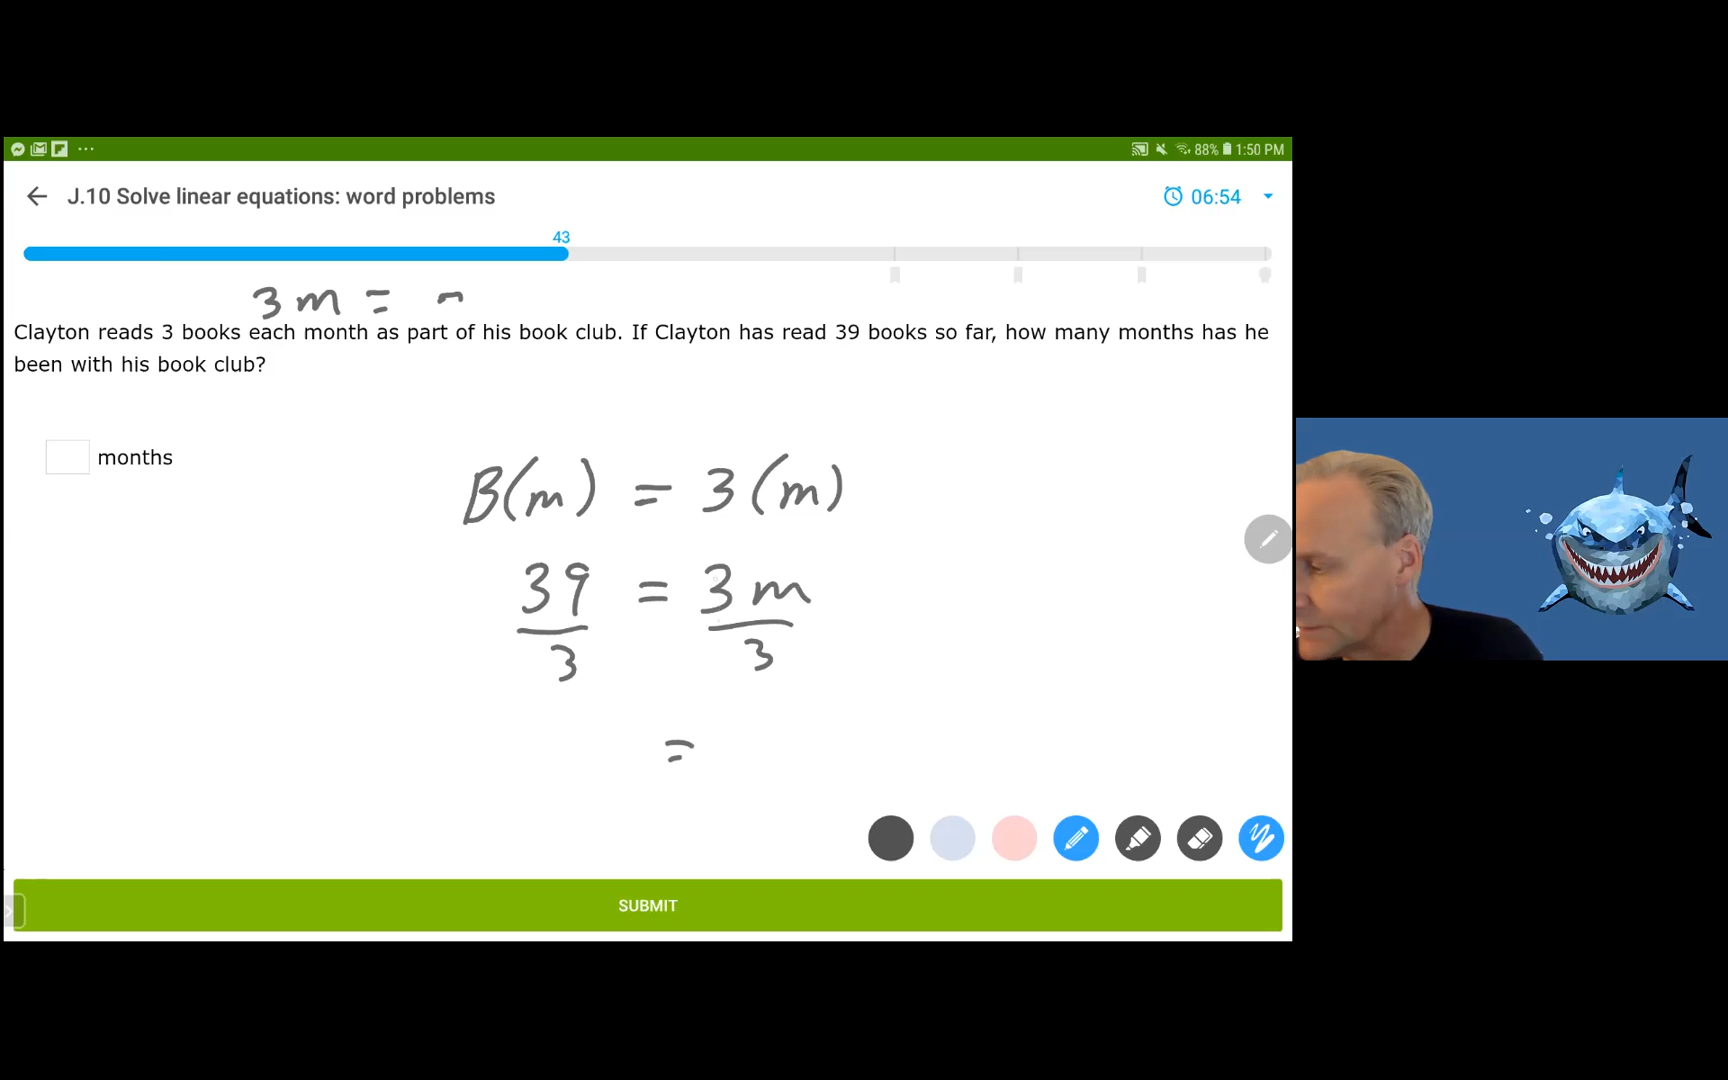 88% 1:50 PM
J.10 Solve linear equations: word problems
06:54
43
3m =
Clayton reads 3 books each month as part of his book club. If Clayton has read 39 books so far, how many months has he
been with his book club?
months
B(m) = 3(m)
39 = 3m
3 3
=
SUBMIT